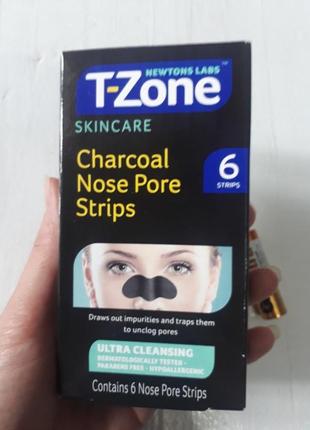 NEWTONS LABS
T-Zone
SKINCARE
Charcoal
Nose Pore
Strips
6
STRIPS
Draws out impurities and traps them
to unclog pores
ULTRA CLEANSING
DERMATOLOGICALLY TESTED -
PARABENS FREE - HYPOALLERGENIC
Contains 6 Nose Pore Strips